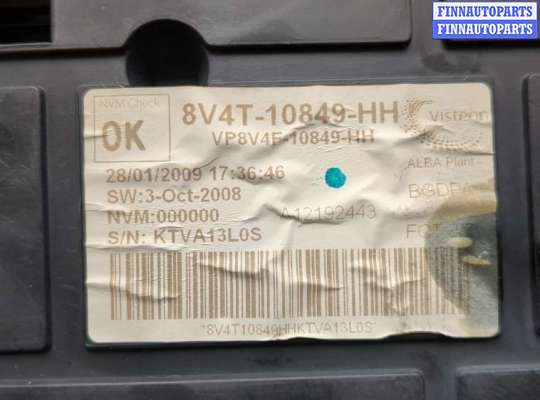 FINNAUTOPARTS
FINNAUTOPARTS
NVM Check
OK
8V4T-10849-HH
VP8V4F-10849-HH
Visteon
ALBA Plant
28/01/2009 17:36:46
SW:3-Oct-2008
NVM:000000
A12192443
S/N: KTVA13L0S
*8V4T10849HHKTVA13L0S*